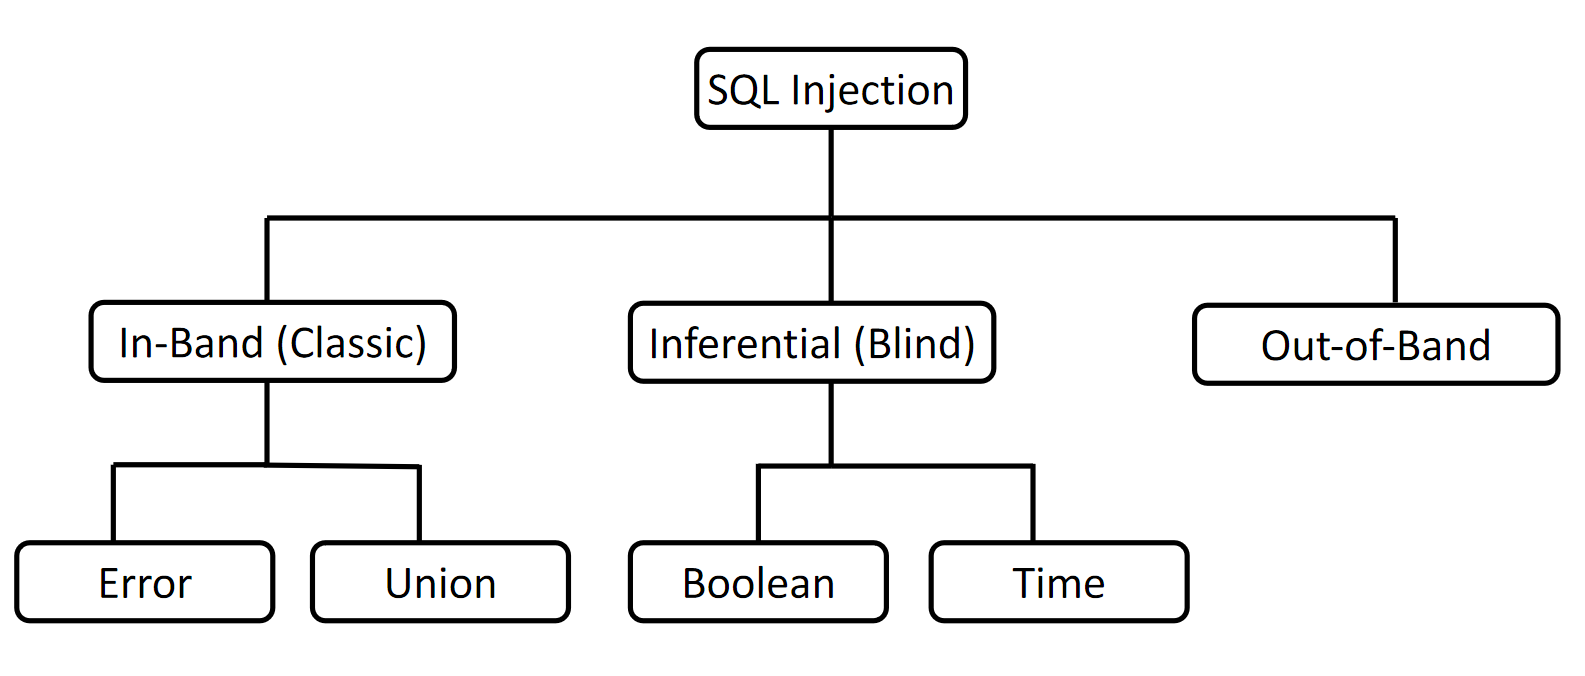 SQL Injection
In-Band (Classic)
Inferential (Blind)
Out-of-Band
Error
Union
Boolean
Time